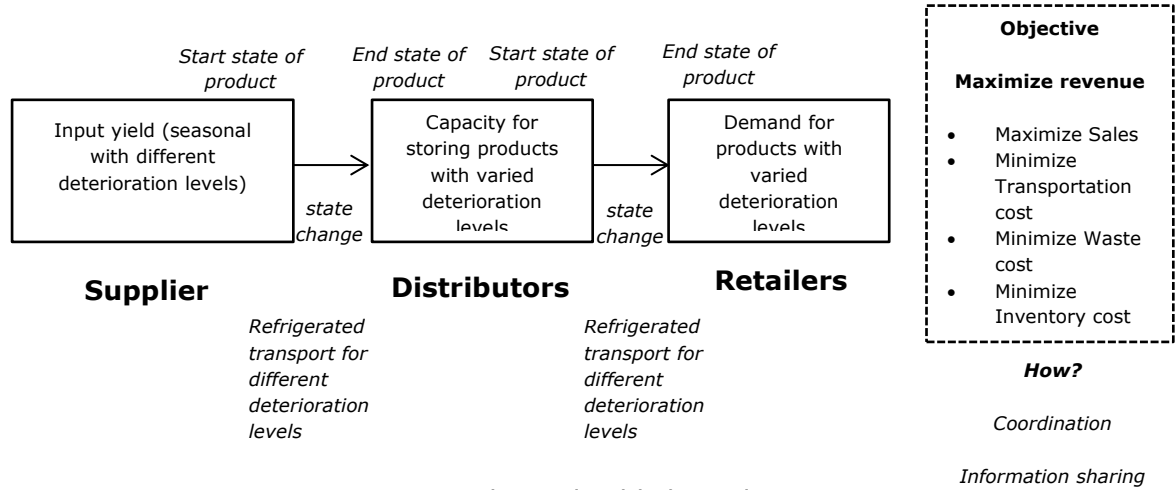 Start state of
product
End state of
product
Start state of
product
End state of
product
Input yield (seasonal
with different
deterioration levels)
state
change
Capacity for
storing products
with varied
deterioration
levels
state
change
Demand for
products with
varied
deterioration
levels
Supplier
Distributors
Retailers
Refrigerated
transport for
different
deterioration
levels
Refrigerated
transport for
different
deterioration
levels
Objective
Maximize revenue
• Maximize Sales
• Minimize
Transportation
cost
• Minimize Waste
cost
• Minimize
Inventory cost
How?
Coordination
Information sharing